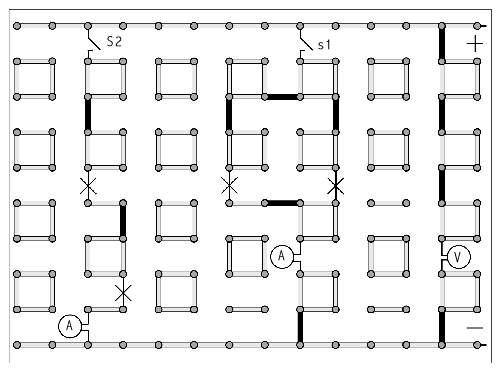 S2
s1
+
A
V
A
—